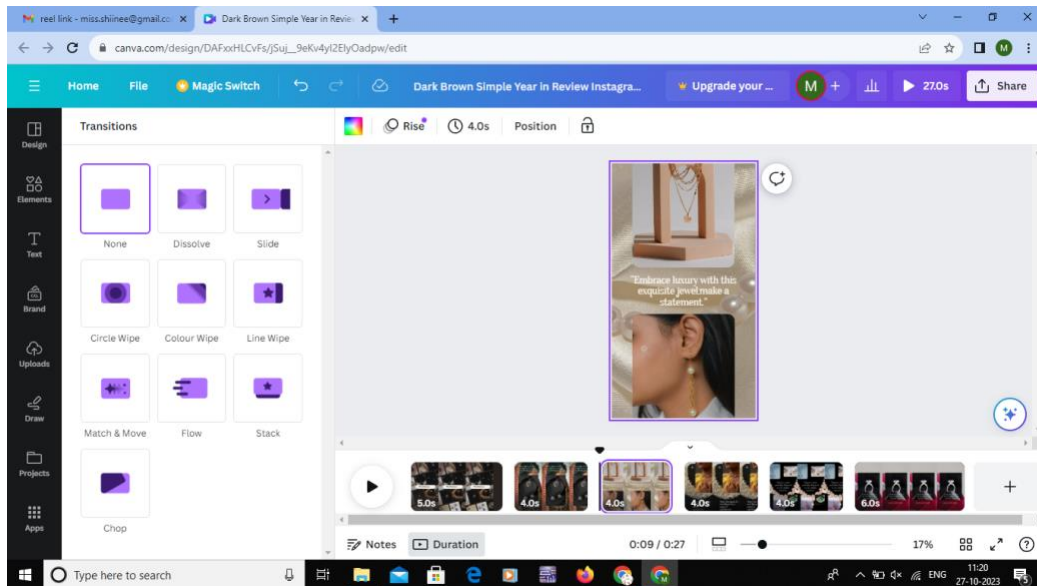 reel link - miss.shiinee@gmail.co
Dark Brown Simple Year in Revie
canva.com/design/DAFxxHLCvFs/jSuj__9eKv4yl2ElyOadpw/edit
M
Home File Magic Switch Dark Brown Simple Year in Review Instagra... Upgrade your ... M + 27.0s Share
Design
Elements
Text
Brand
Uploads
Draw
Projects
Apps
Transitions
None Dissolve Slide
Circle Wipe Colour Wipe Line Wipe
Match & Move Flow Stack
Chop
Rise 4.0s Position
"Embrace luxury with this
exquisite jewel make a
statement."
5.0s 4.0s 4.0s 4.0s 4.0s 6.0s
Notes Duration 0:09 / 0:27 17%
Type here to search
ENG
11:20
27-10-2023